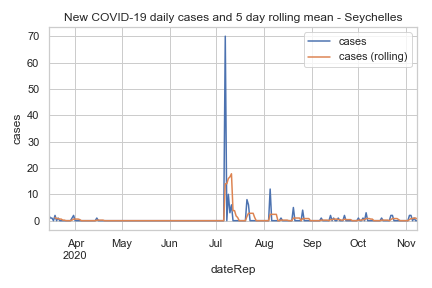 New COVID-19 daily cases and 5 day rolling mean - Seychelles
cases
cases (rolling)
70
60
50
40
30
20
10
0
cases
Apr May Jun Jul Aug Sep Oct Nov
2020
dateRep